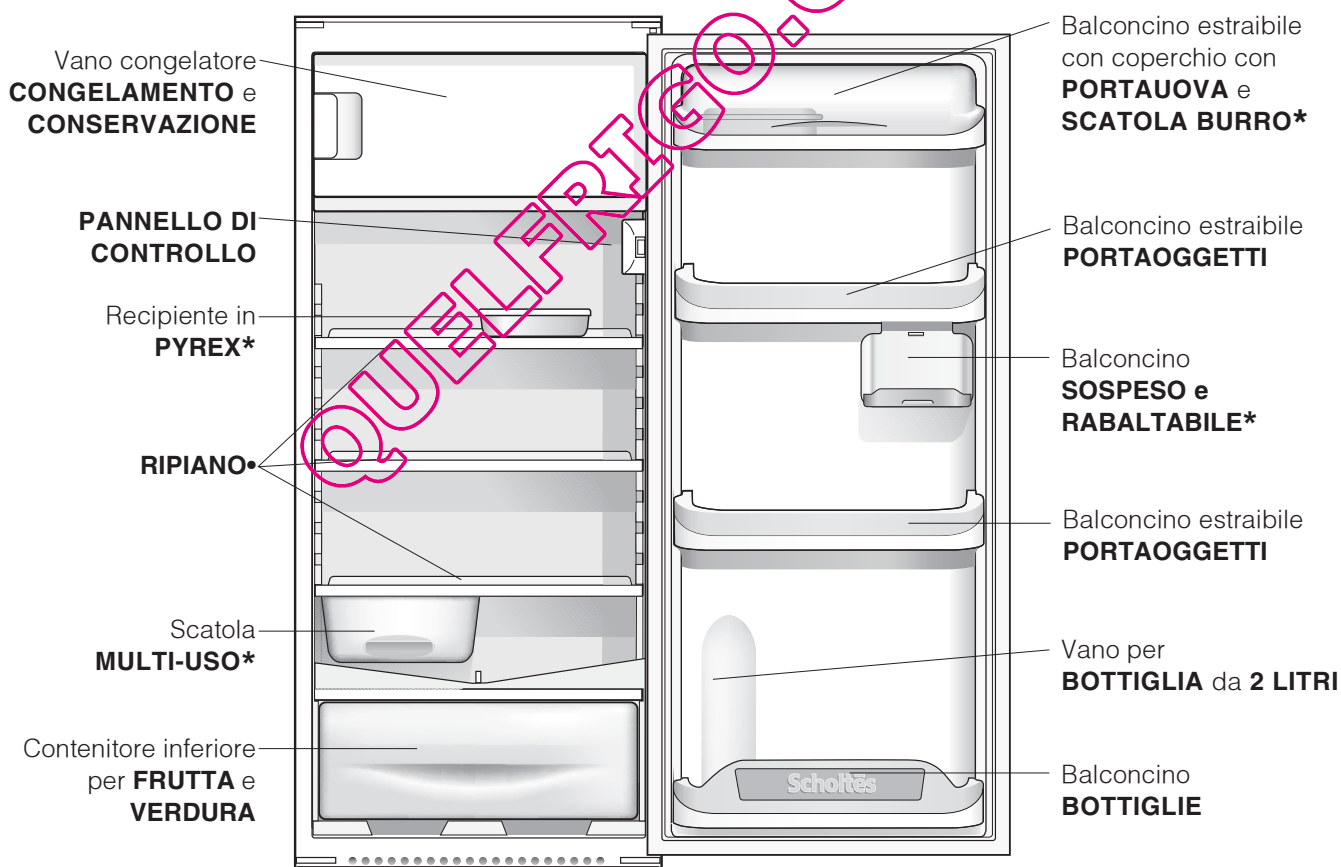 Vano congelatore
CONGELAMENTO e
CONSERVAZIONE
PANNELLO DI
CONTROLLO
Recipiente in
PYREX*
RIPIANO•
Scatola
MULTI-USO*
Contenitore inferiore
per FRUTTA e
VERDURA
Balconcino estraibile
con coperchio con
PORTAUOVA e
SCATOLA BURRO*
Balconcino estraibile
PORTAOGGETTI
Balconcino
SOSPESO e
RABALTABILE*
Balconcino estraibile
PORTAOGGETTI
Vano per
BOTTIGLIA da 2 LITRI
Balconcino
BOTTIGLIE
Scholtès
QUELFRIGO.